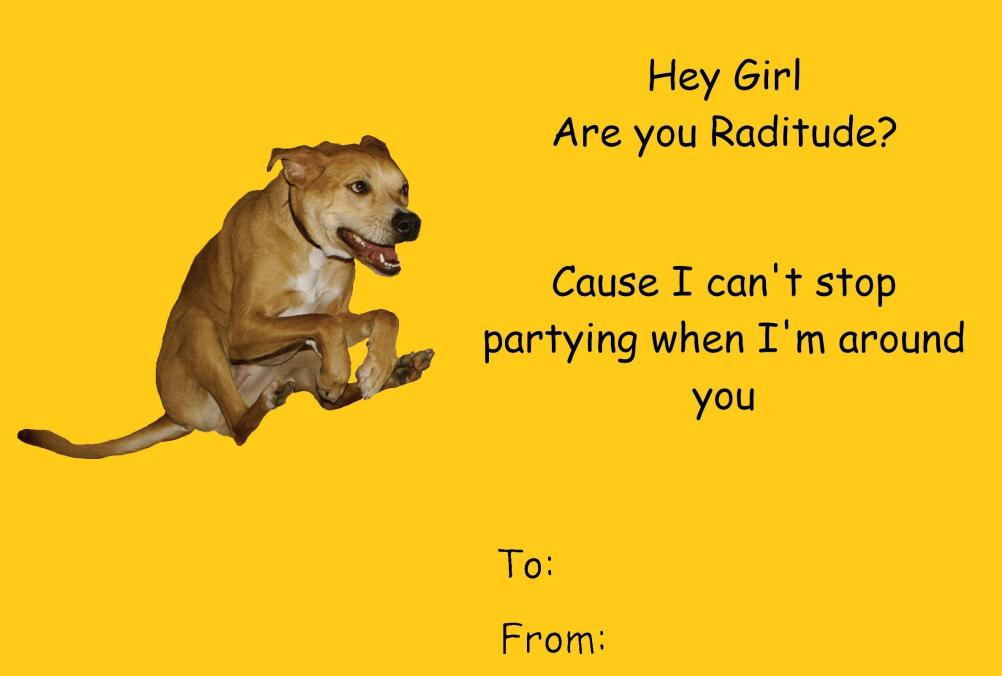 Hey Girl
Are you Raditude?
Cause I can't stop
partying when I'm around
you
To:
From: